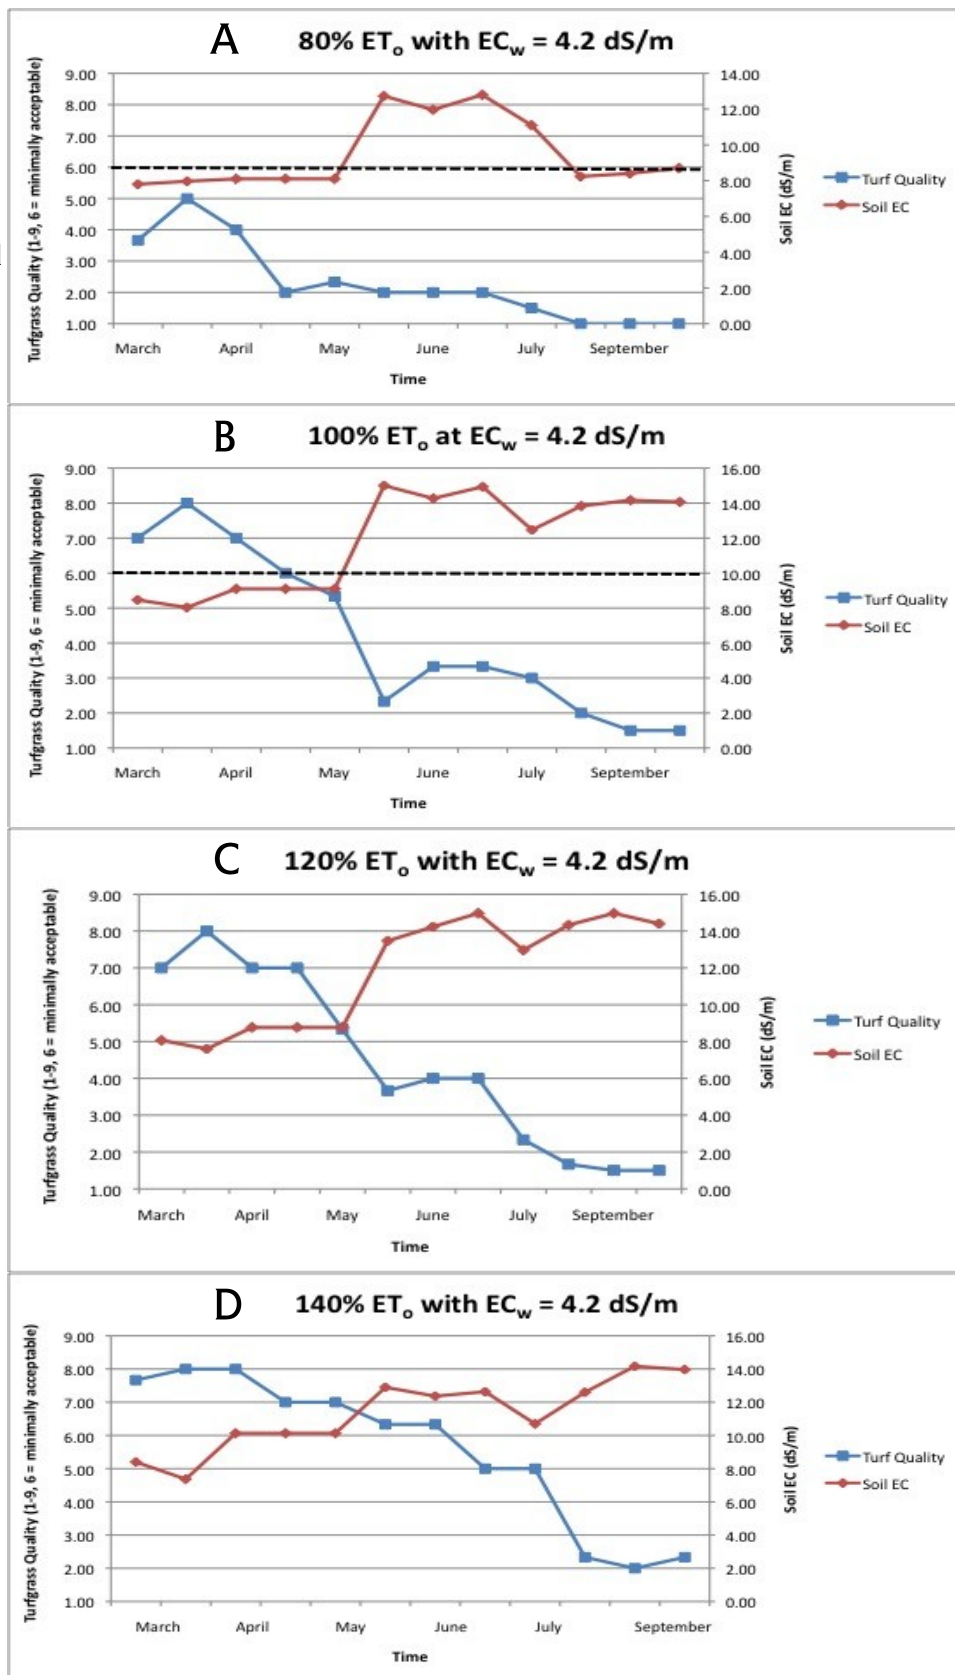 A 80% ETo with ECw = 4.2 dS/m
Turfgrass Quality (1-9, 6 = minimally acceptable)
9.00
8.00
7.00
6.00
5.00
4.00
3.00
2.00
1.00
14.00
12.00
10.00
8.00
6.00
4.00
2.00
0.00
Soil EC (dS/m)
Turf Quality
Soil EC
March April May June July September
Time
B 100% ETo at ECw = 4.2 dS/m
Turfgrass Quality (1-9, 6 = minimally acceptable)
9.00
8.00
7.00
6.00
5.00
4.00
3.00
2.00
1.00
16.00
14.00
12.00
10.00
8.00
6.00
4.00
2.00
0.00
Soil EC (dS/m)
Turf Quality
Soil EC
March April May June July September
Time
C 120% ETo with ECw = 4.2 dS/m
Turfgrass Quality (1-9, 6 = minimally acceptable)
9.00
8.00
7.00
6.00
5.00
4.00
3.00
2.00
1.00
16.00
14.00
12.00
10.00
8.00
6.00
4.00
2.00
0.00
Soil EC (dS/m)
Turf Quality
Soil EC
March April May June July September
Time
D 140% ETo with ECw = 4.2 dS/m
Turfgrass Quality (1-9, 6 = minimally acceptable)
9.00
8.00
7.00
6.00
5.00
4.00
3.00
2.00
1.00
16.00
14.00
12.00
10.00
8.00
6.00
4.00
2.00
0.00
Soil EC (dS/m)
Turf Quality
Soil EC
March April May June July September
Time